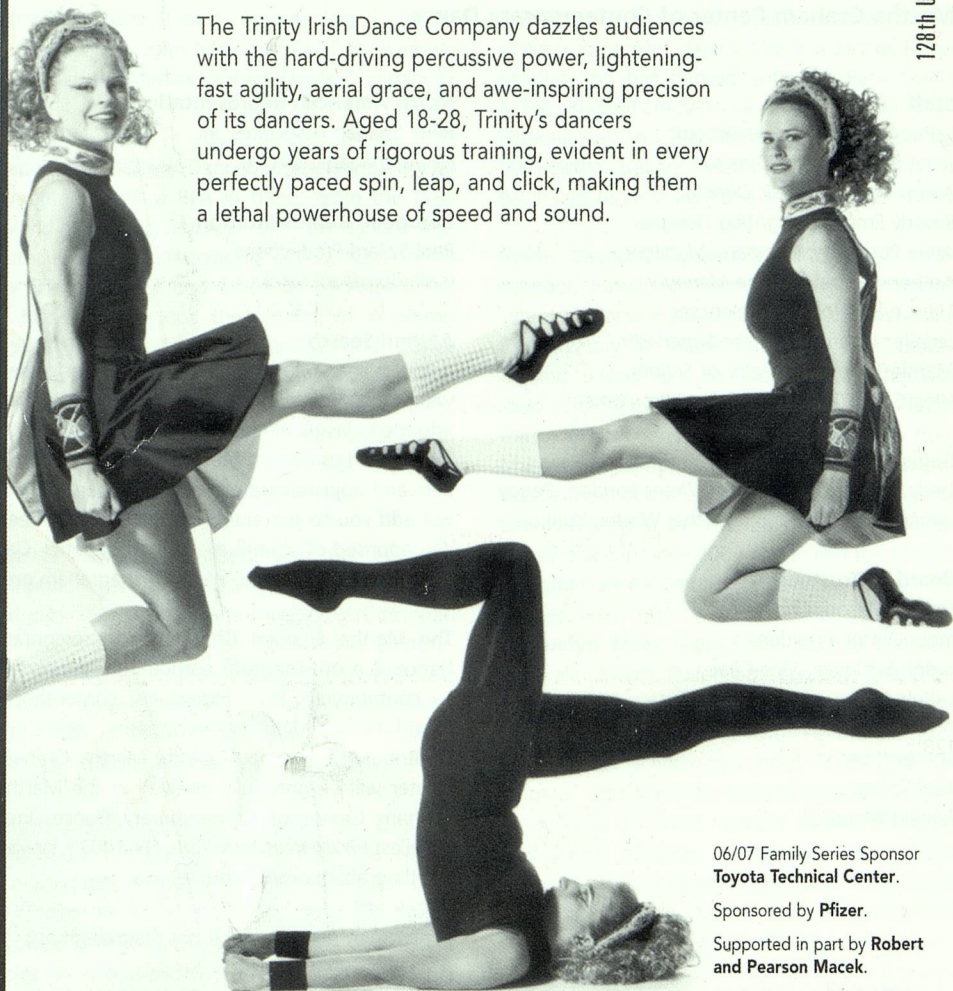 The Trinity Irish Dance Company dazzles audiences
with the hard-driving percussive power, lightening-
fast agility, aerial grace, and awe-inspiring precision
of its dancers. Aged 18-28, Trinity's dancers
undergo years of rigorous training, evident in every
perfectly paced spin, leap, and click, making them
a lethal powerhouse of speed and sound.
128th
06/07 Family Series Sponsor
Toyota Technical Center.
Sponsored by Pfizer.
Supported in part by Robert
and Pearson Macek.